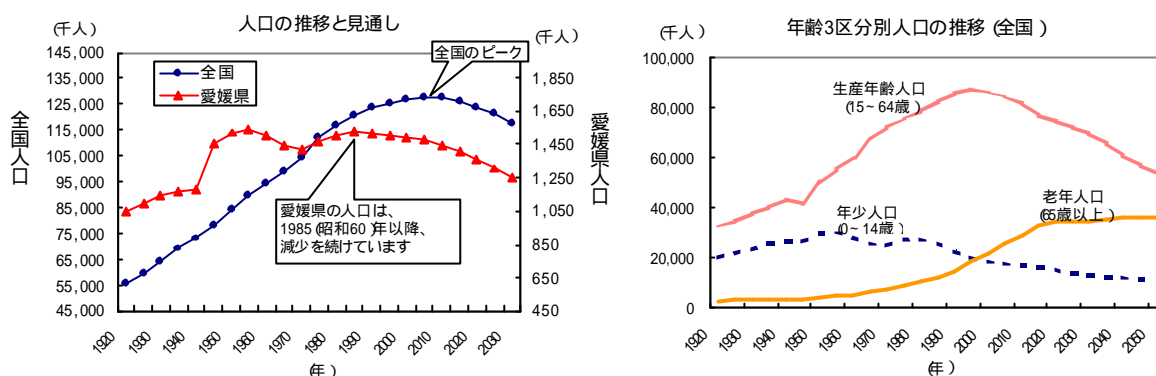 人口の推移と見通し
(千人)
(千人)
全国人口
愛媛県人口
145,000
135,000
125,000
115,000
105,000
95,000
85,000
75,000
65,000
55,000
45,000
1,850
1,650
1,450
1,250
1,050
850
650
450
全国
愛媛県
全国のピーク
愛媛県の人口は、
1985(昭和60)年以降、
減少を続けています
1920
1930
1940
1950
1960
1970
1980
1990
2000
2010
2020
2030
年)
年齢3区分別人口の推移(全国)
(千人)
100,000
80,000
60,000
40,000
20,000
0
生産年齢人口
(15~64歳)
年少人口
(0~14歳)
老年人口
(65歳以上)
1920
1930
1940
1950
1960
1970
1980
1990
2000
2010
2020
2030
2040
2050
年)